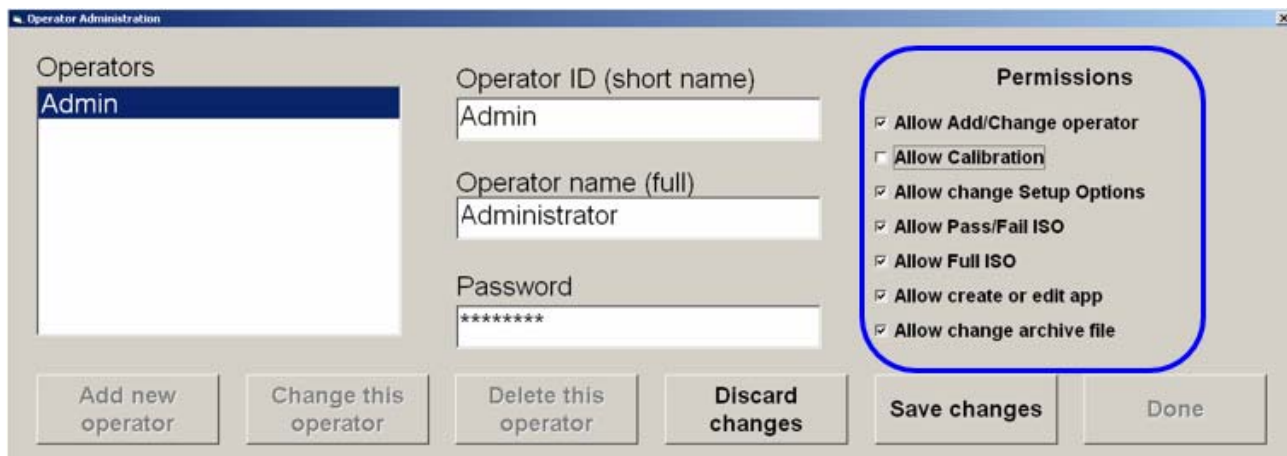 Operator Administration
Operators
Admin
Operator ID (short name)
Admin
Operator name (full)
Administrator
Password
********
Permissions
Allow Add/Change operator
Allow Calibration
Allow change Setup Options
Allow Pass/Fail ISO
Allow Full ISO
Allow create or edit app
Allow change archive file
Add new
operator
Change this
operator
Delete this
operator
Discard
changes
Save changes
Done